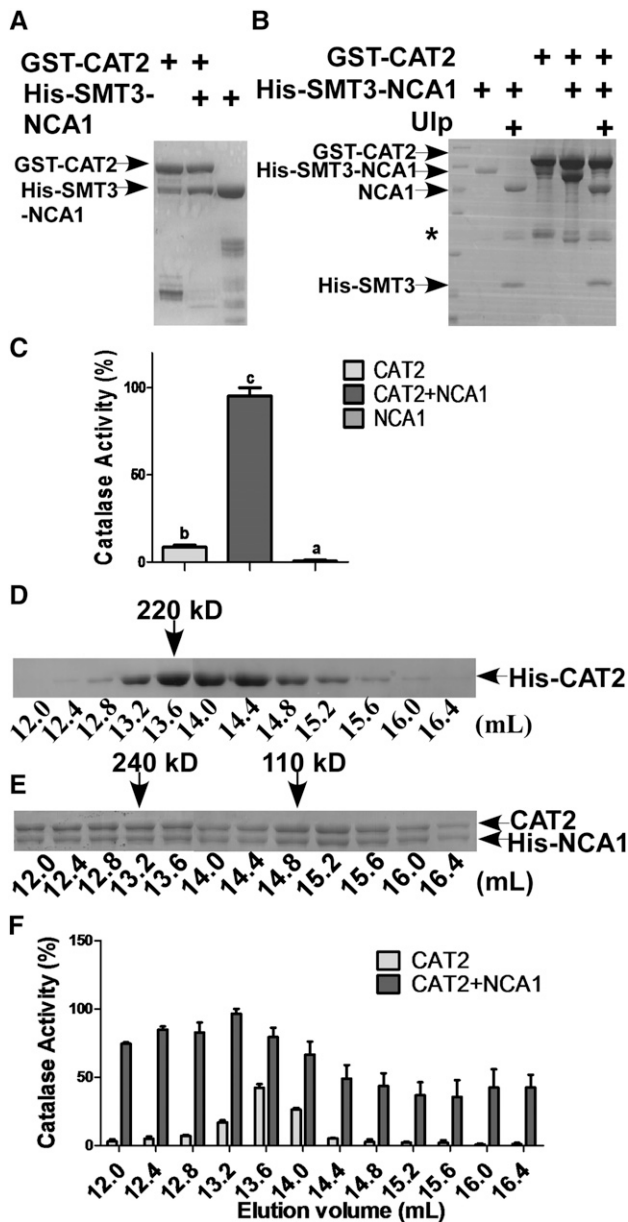 A
GST-CAT2 + +
His-SMT3-
NCA1 + +
GST-CAT2
His-SMT3
-NCA1
B
GST-CAT2 + + +
His-SMT3-NCA1 + + + +
Ulp + +
GST-CAT2
His-SMT3-NCA1
NCA1
*
His-SMT3
C
Catalase Activity (%)
100
50
0
b
c
a
CAT2
CAT2+NCA1
NCA1
D
220 kD
His-CAT2
12.0 12.4 12.8 13.2 13.6 14.0 14.4 14.8 15.2 15.6 16.0 16.4 (mL)
240 kD 110 kD
E
CAT2
His-NCA1
12.0 12.4 12.8 13.2 13.6 14.0 14.4 14.8 15.2 15.6 16.0 16.4 (mL)
F
Catalase Activity (%)
150
100
50
0
CAT2
CAT2+NCA1
12.0 12.4 12.8 13.2 13.6 14.0 14.4 14.8 15.2 15.6 16.0 16.4
Elution volume (mL)